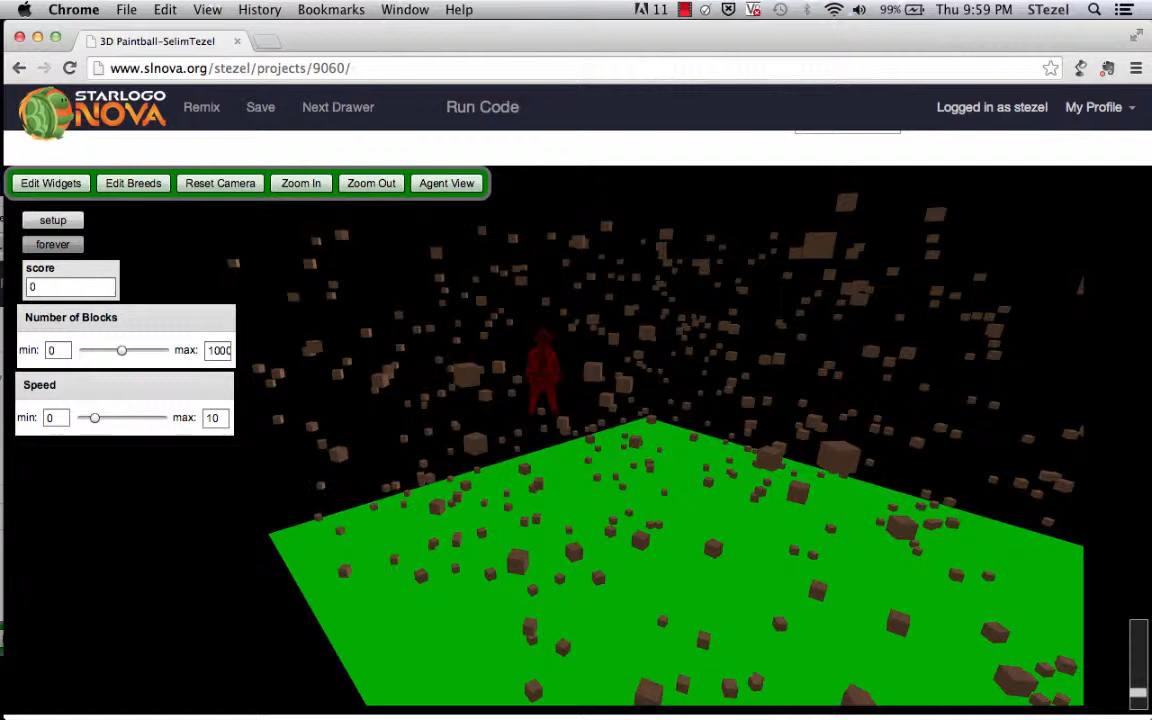 Chrome File Edit View History Bookmarks Window Help 11 99% Thu 9:59 PM STezel
3D Paintball-SelimTezel
www.slnova.org/stezel/projects/9060/
STARLOGO NOVA Remix Save Next Drawer Run Code Logged in as stezel My Profile
Edit Widgets Edit Breeds Reset Camera Zoom In Zoom Out Agent View
setup
forever
score
0
Number of Blocks
min: 0 max: 1000
Speed
min: 0 max: 10